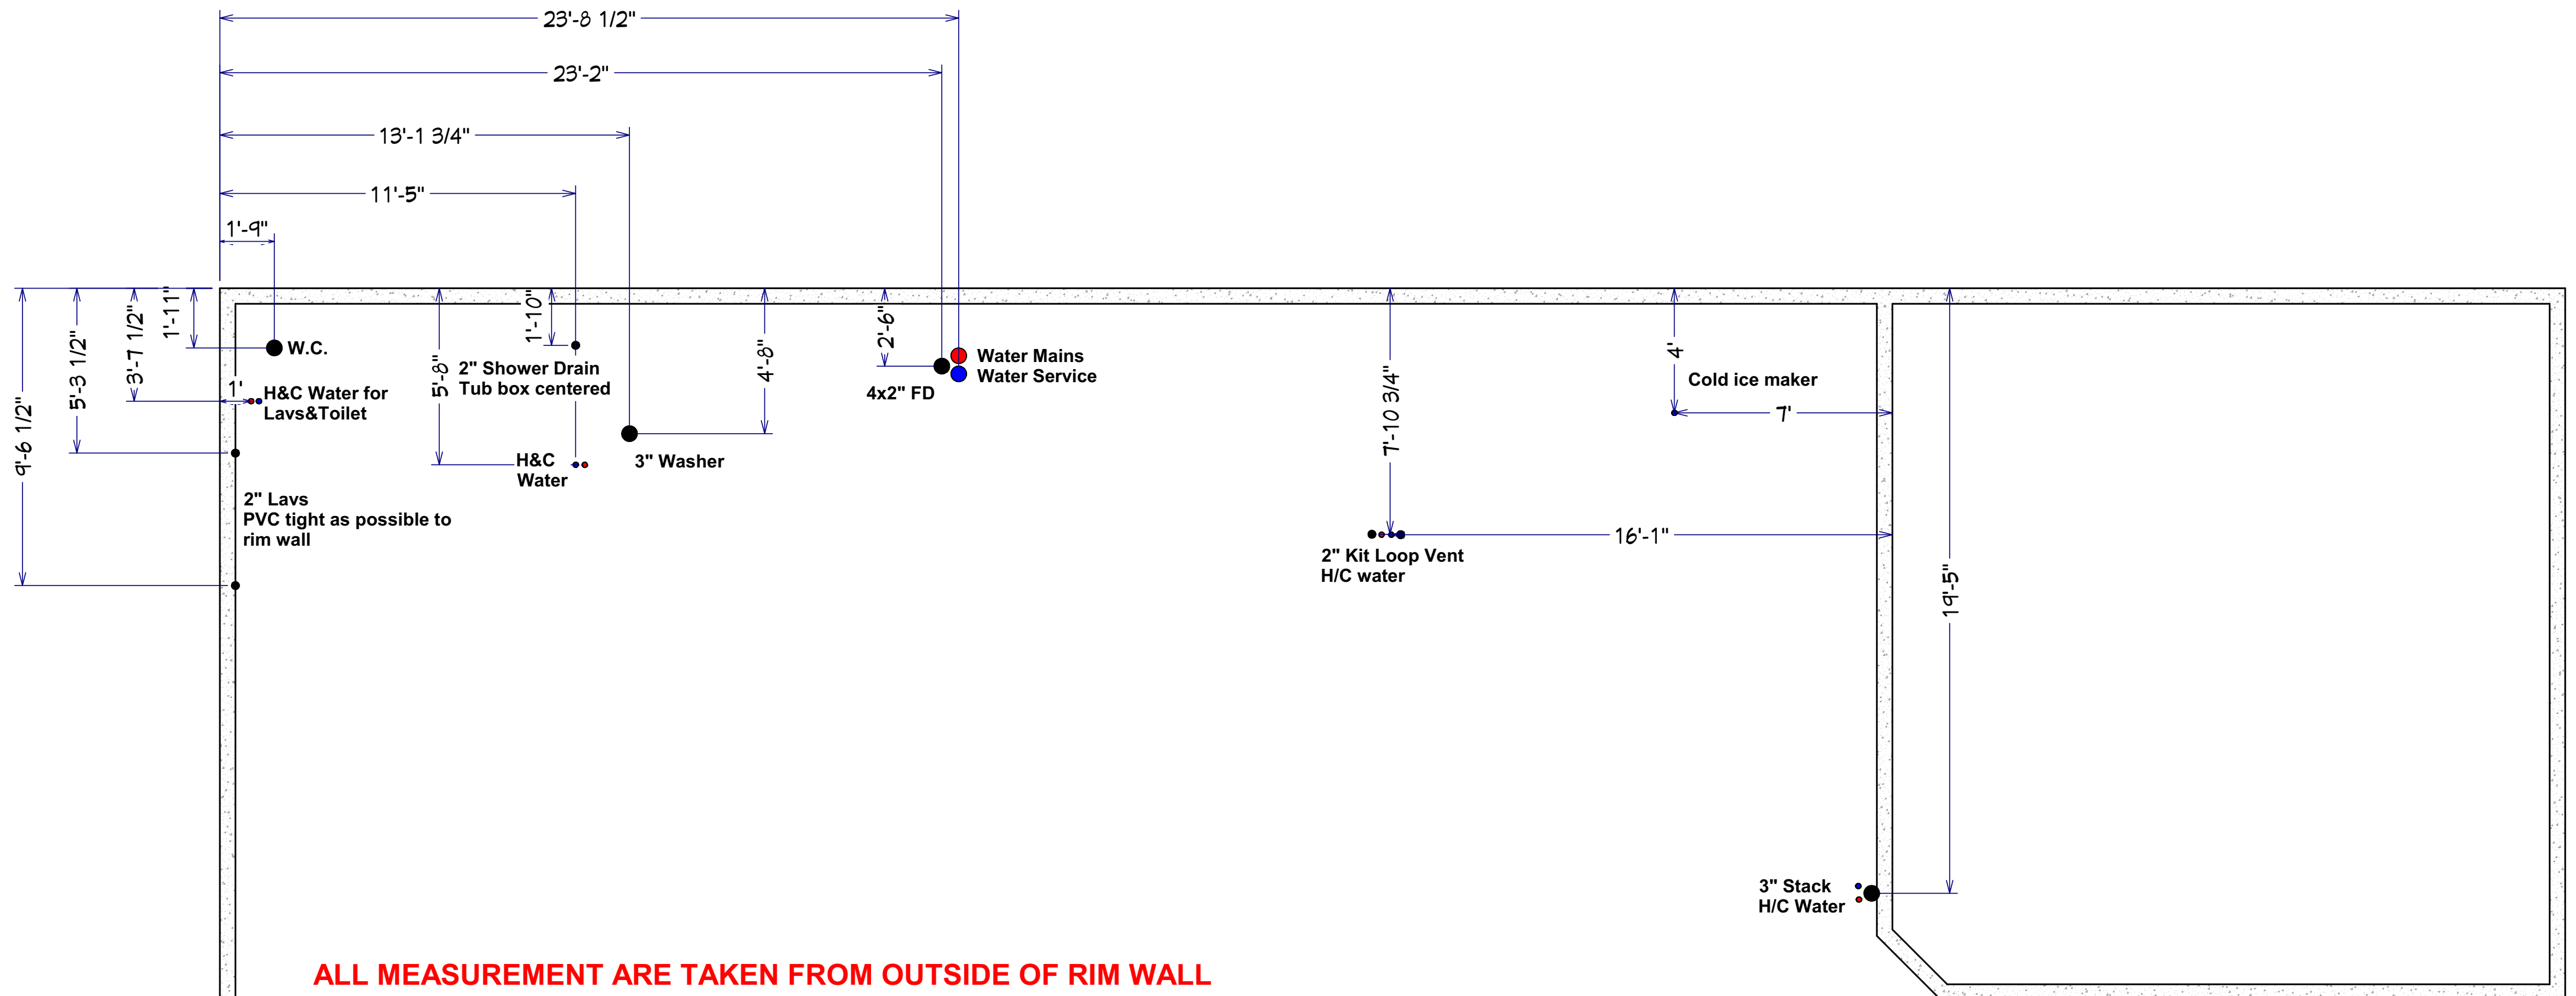 23'-8 1/2"
23'-2"
13'-1 3/4"
11'-5"
1'-9"
9'-6 1/2"
5'-3 1/2"
3'-7 1/2"
1'-11"
W.C.
1'
H&C Water for
Lavs&Toilet
2" Lavs
PVC tight as possible to
rim wall
5'-8"
1'-10"
2" Shower Drain
Tub box centered
H&C
Water
4'-8"
3" Washer
2'-6"
4x2" FD
Water Mains
Water Service
7'-10 3/4"
2" Kit Loop Vent
H/C water
16'-1"
4'
Cold ice maker
7'
19'-5"
3" Stack
H/C Water
ALL MEASUREMENT ARE TAKEN FROM OUTSIDE OF RIM WALL